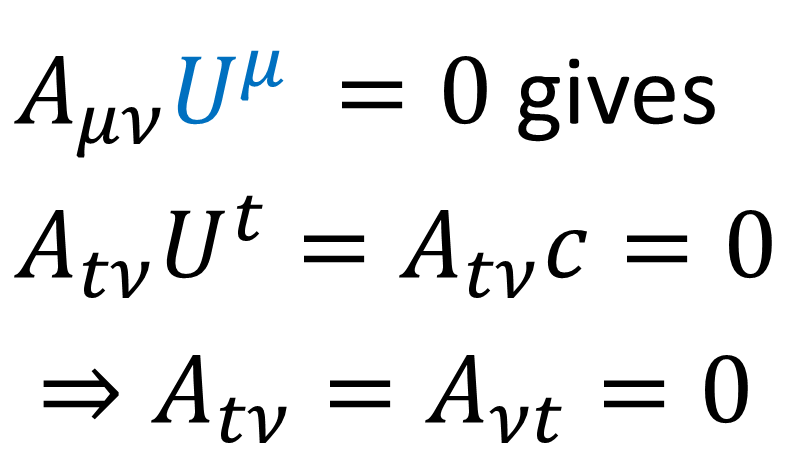 A_{μν}U^μ = 0 gives
A_{tν}U^t = A_{tν}c = 0
⇒ A_{tν} = A_{νt} = 0